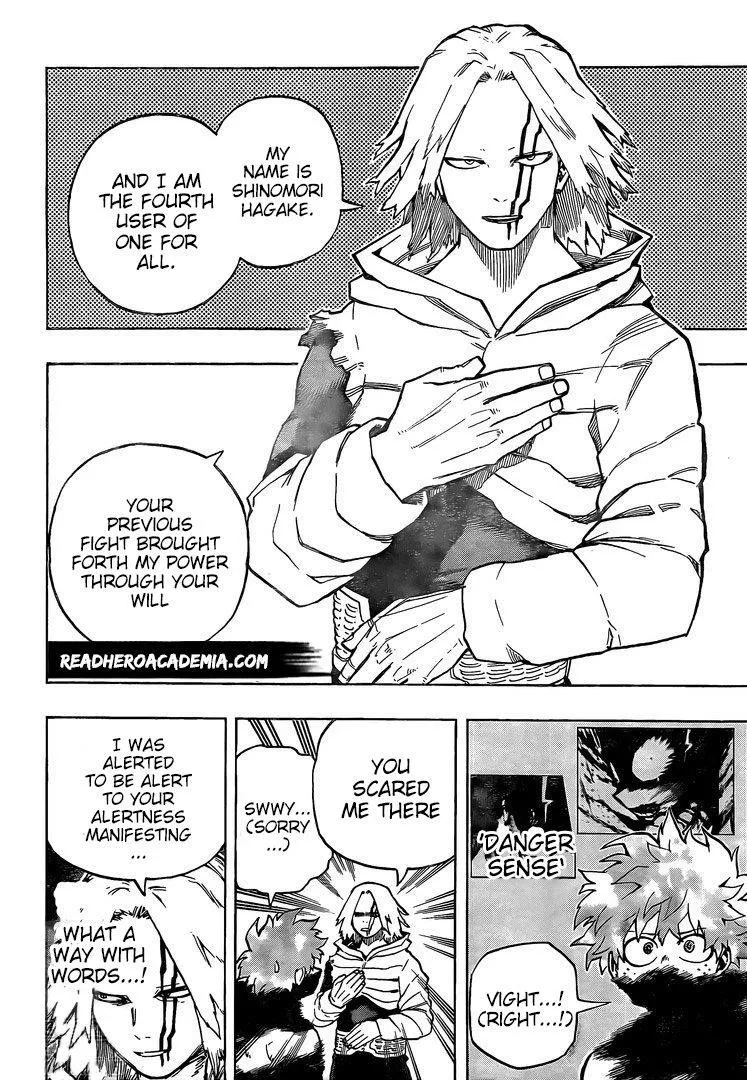 MY
NAME IS
SHINOMORI
HAGAKE.
AND I AM
THE FOURTH
USER OF
ONE FOR
ALL.
YOUR
PREVIOUS
FIGHT BROUGHT
FORTH MY POWER
THROUGH YOUR
WILL
READHEROACADEMIA.COM
'DANGER
SENSE'
VIGHT...!
(RIGHT...!)
YOU
SCARED
ME THERE
SWWY...
(SORRY
...)
I WAS
ALERTED
TO BE ALERT
TO YOUR
ALERTNESS
MANIFESTING
...
WHAT A
WAY WITH
WORDS...!